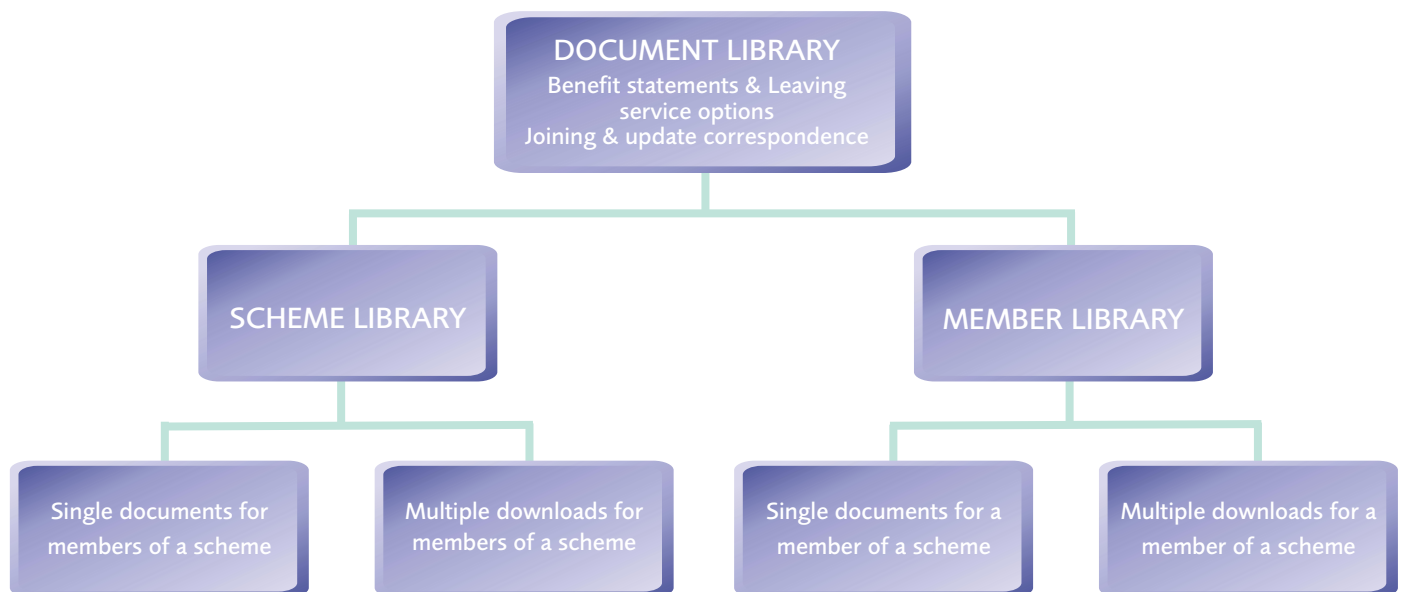 DOCUMENT LIBRARY
Benefit statements & Leaving
service options
Joining & update correspondence
SCHEME LIBRARY
MEMBER LIBRARY
Single documents for
members of a scheme
Multiple downloads for
members of a scheme
Single documents for a
member of a scheme
Multiple downloads for a
member of a scheme